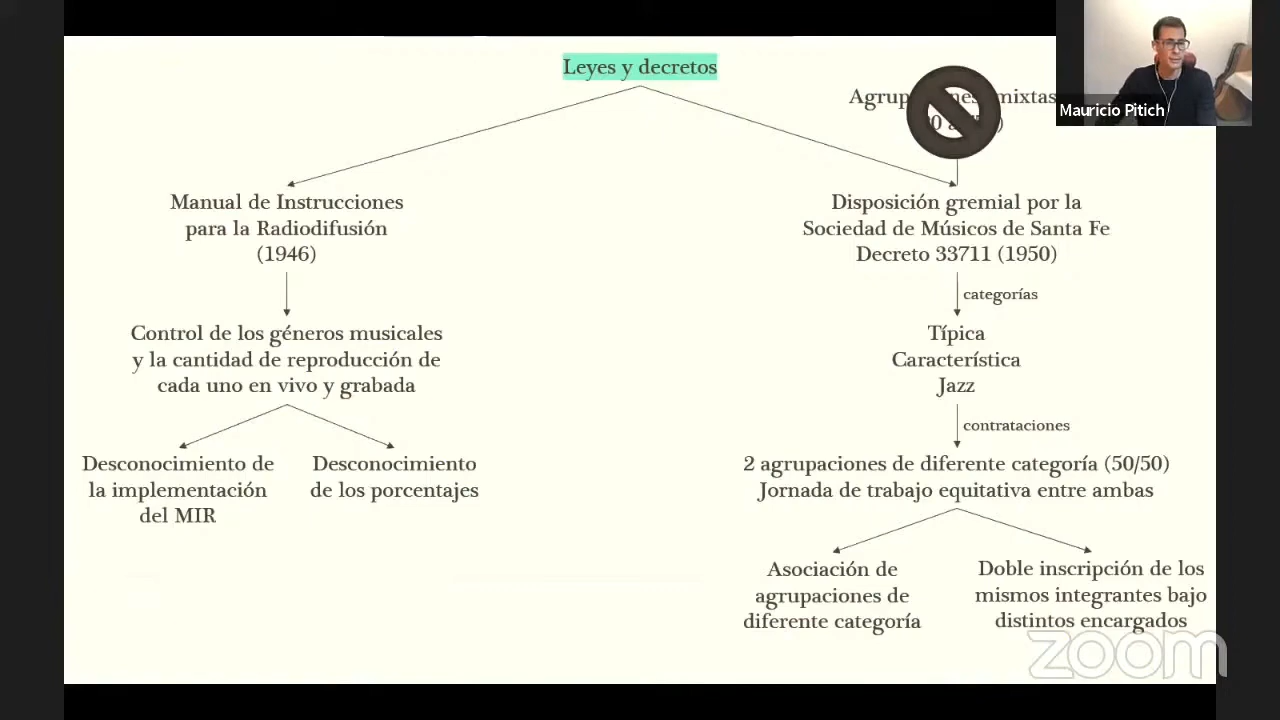 Leyes y decretos
mixtas
Mauricio Pitich
Manual de Instrucciones
para la Radiodifusión
(1946)
Disposición gremial por la
Sociedad de Músicos de Santa Fe
Decreto 33711 (1950)
categorías
Control de los géneros musicales
y la cantidad de reproducción de
cada uno en vivo y grabada
Típica
Característica
Jazz
contrataciones
Desconocimiento de
la implementación
del MIR
Desconocimiento
de los porcentajes
2 agrupaciones de diferente categoría (50/50)
Jornada de trabajo equitativa entre ambas
Asociación de
agrupaciones de
diferente categoría
Doble inscripción de los
mismos integrantes bajo
distintos encargados
zoom